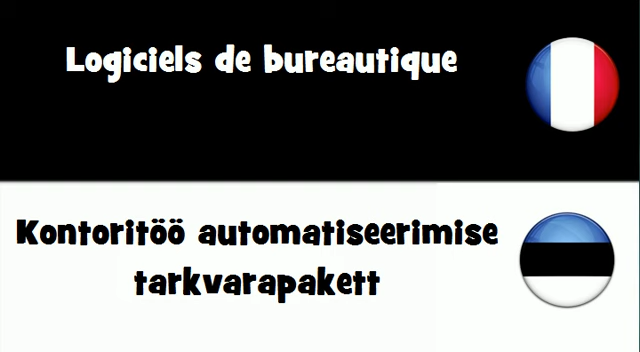 Logiciels de bureautique
Kontoritöö automatiseerimise
tarkvarapakett